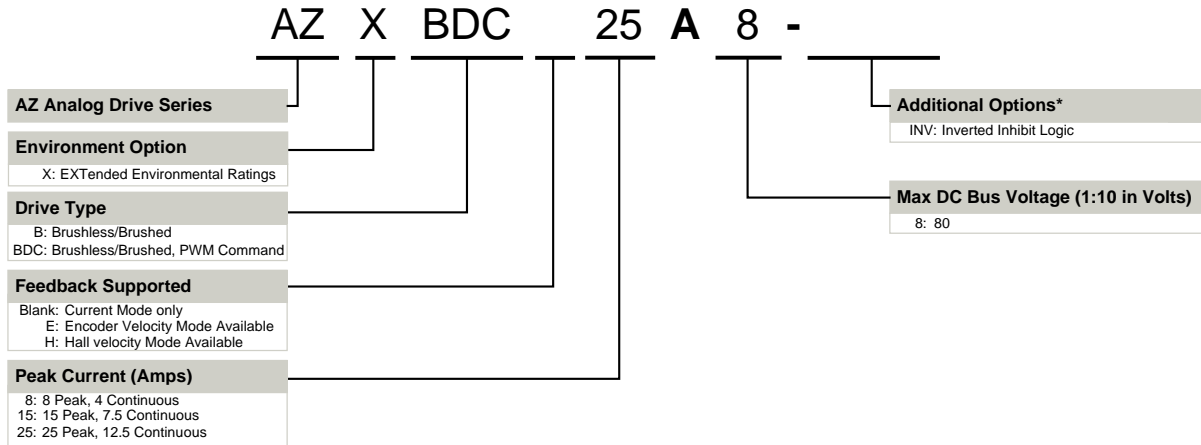 AZ X BDC 25 A 8 -
AZ Analog Drive Series
Environment Option
X: EXTended Environmental Ratings
Drive Type
B: Brushless/Brushed
BDC: Brushless/Brushed, PWM Command
Feedback Supported
Blank: Current Mode only
E: Encoder Velocity Mode Available
H: Hall velocity Mode Available
Peak Current (Amps)
8: 8 Peak, 4 Continuous
15: 15 Peak, 7.5 Continuous
25: 25 Peak, 12.5 Continuous
Additional Options*
INV: Inverted Inhibit Logic
Max DC Bus Voltage (1:10 in Volts)
8: 80